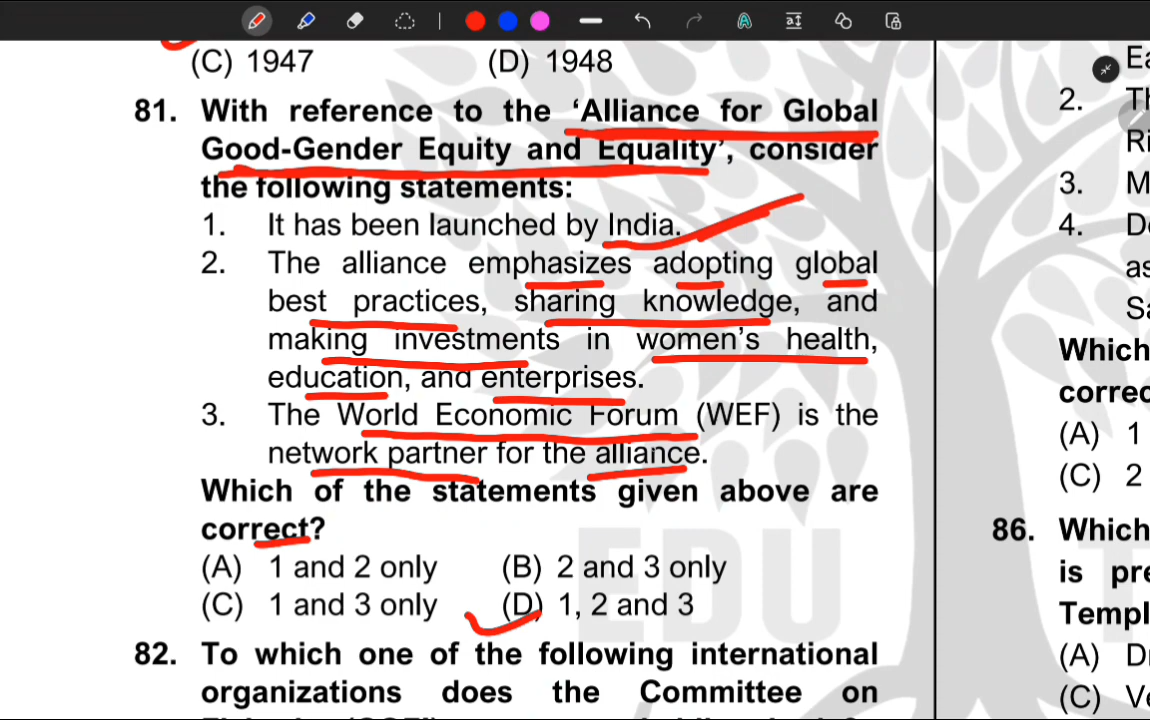 (C) 1947 (D) 1948
81. With reference to the ‘Alliance for Global
Good-Gender Equity and Equality’, consider
the following statements:
1. It has been launched by India.
2. The alliance emphasizes adopting global
best practices, sharing knowledge, and
making investments in women’s health,
education, and enterprises.
3. The World Economic Forum (WEF) is the
network partner for the alliance.
Which of the statements given above are
correct?
(A) 1 and 2 only (B) 2 and 3 only
(C) 1 and 3 only (D) 1, 2 and 3
82. To which one of the following international
organizations does the Committee on
2.
3.
4.
as
Which
(A) 1
(C) 2
86. Which
is
(A)
(C)
EDU